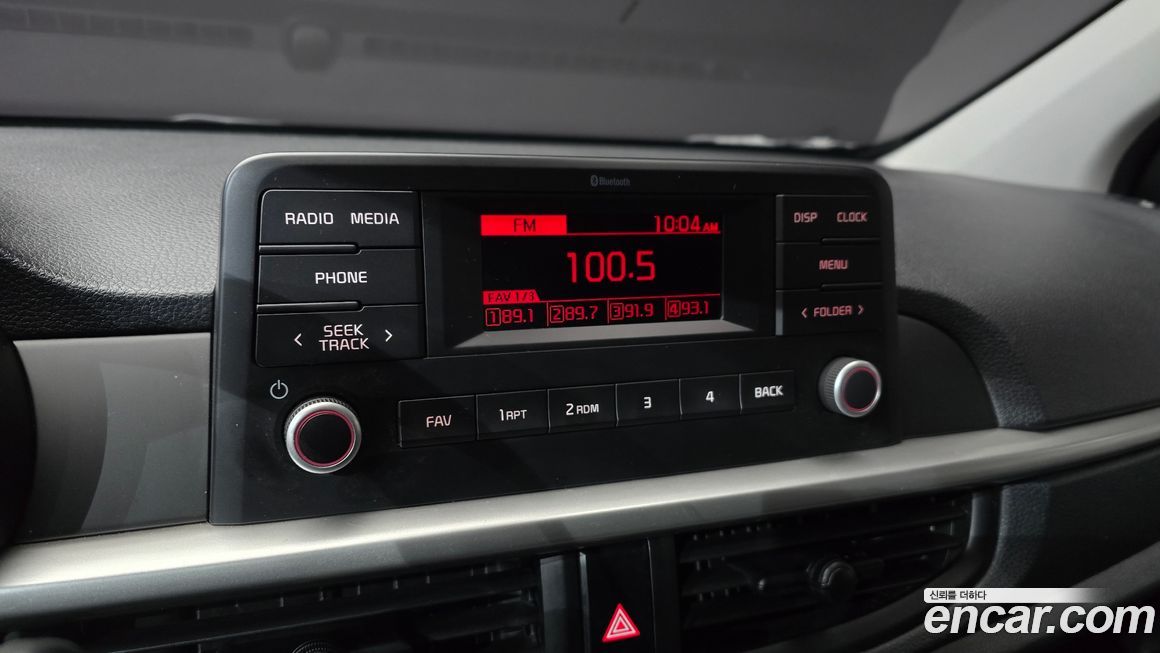 Bluetooth
RADIO MEDIA
PHONE
< SEEK TRACK >
FM 10:04 AM
100.5
FAV 1/3
1 89.1 2 89.7 3 91.9 4 93.1
DISP CLOCK
MENU
< FOLDER >
FAV 1 RPT 2 RDM 3 4 BACK
신뢰를 더하다
encar.com